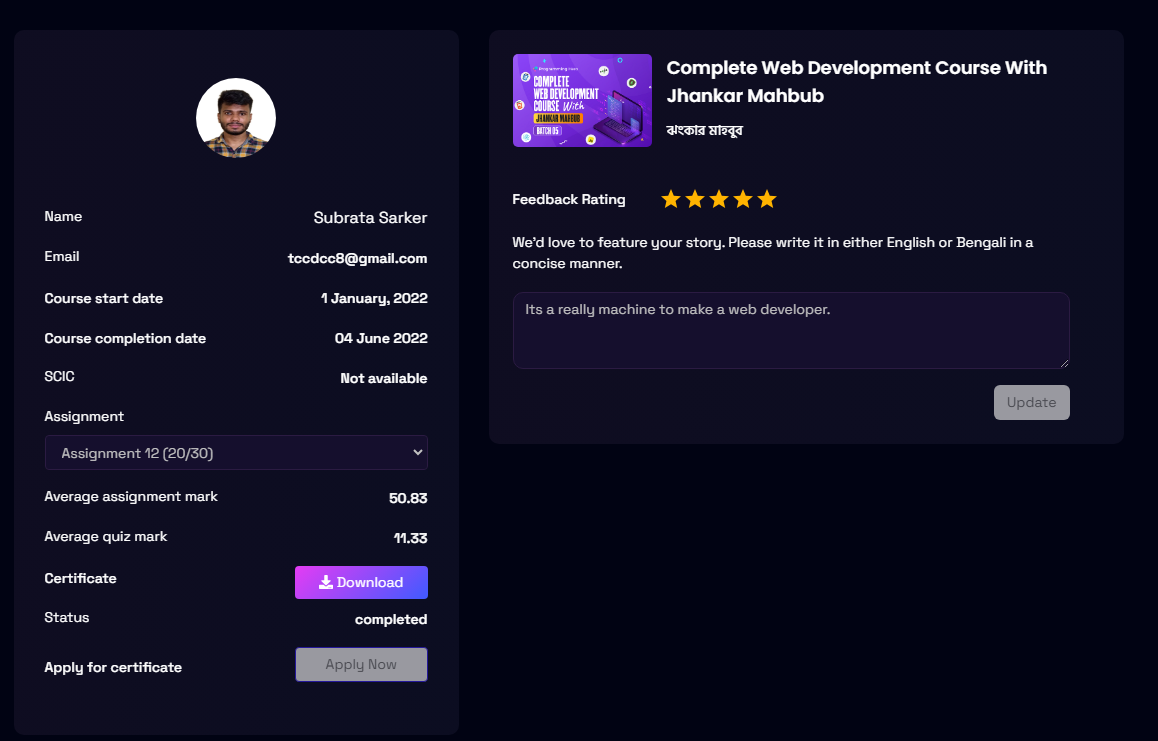 Name
Subrata Sarker
Email
tccdcc8@gmail.com
Course start date
1 January, 2022
Course completion date
04 June 2022
SCIC
Not available
Assignment
Assignment 12 (20/30)
Average assignment mark
50.83
Average quiz mark
11.33
Certificate
Download
Status
completed
Apply for certificate
Apply Now
Programming Hero
COMPLETE
WEB DEVELOPMENT
COURSE With
JHANKAR MAHBUB
BATCH 05
Complete Web Development Course With
Jhankar Mahbub
ঝংকার মাহবুব
Feedback Rating
We'd love to feature your story. Please write it in either English or Bengali in a
concise manner.
Its a really machine to make a web developer.
Update